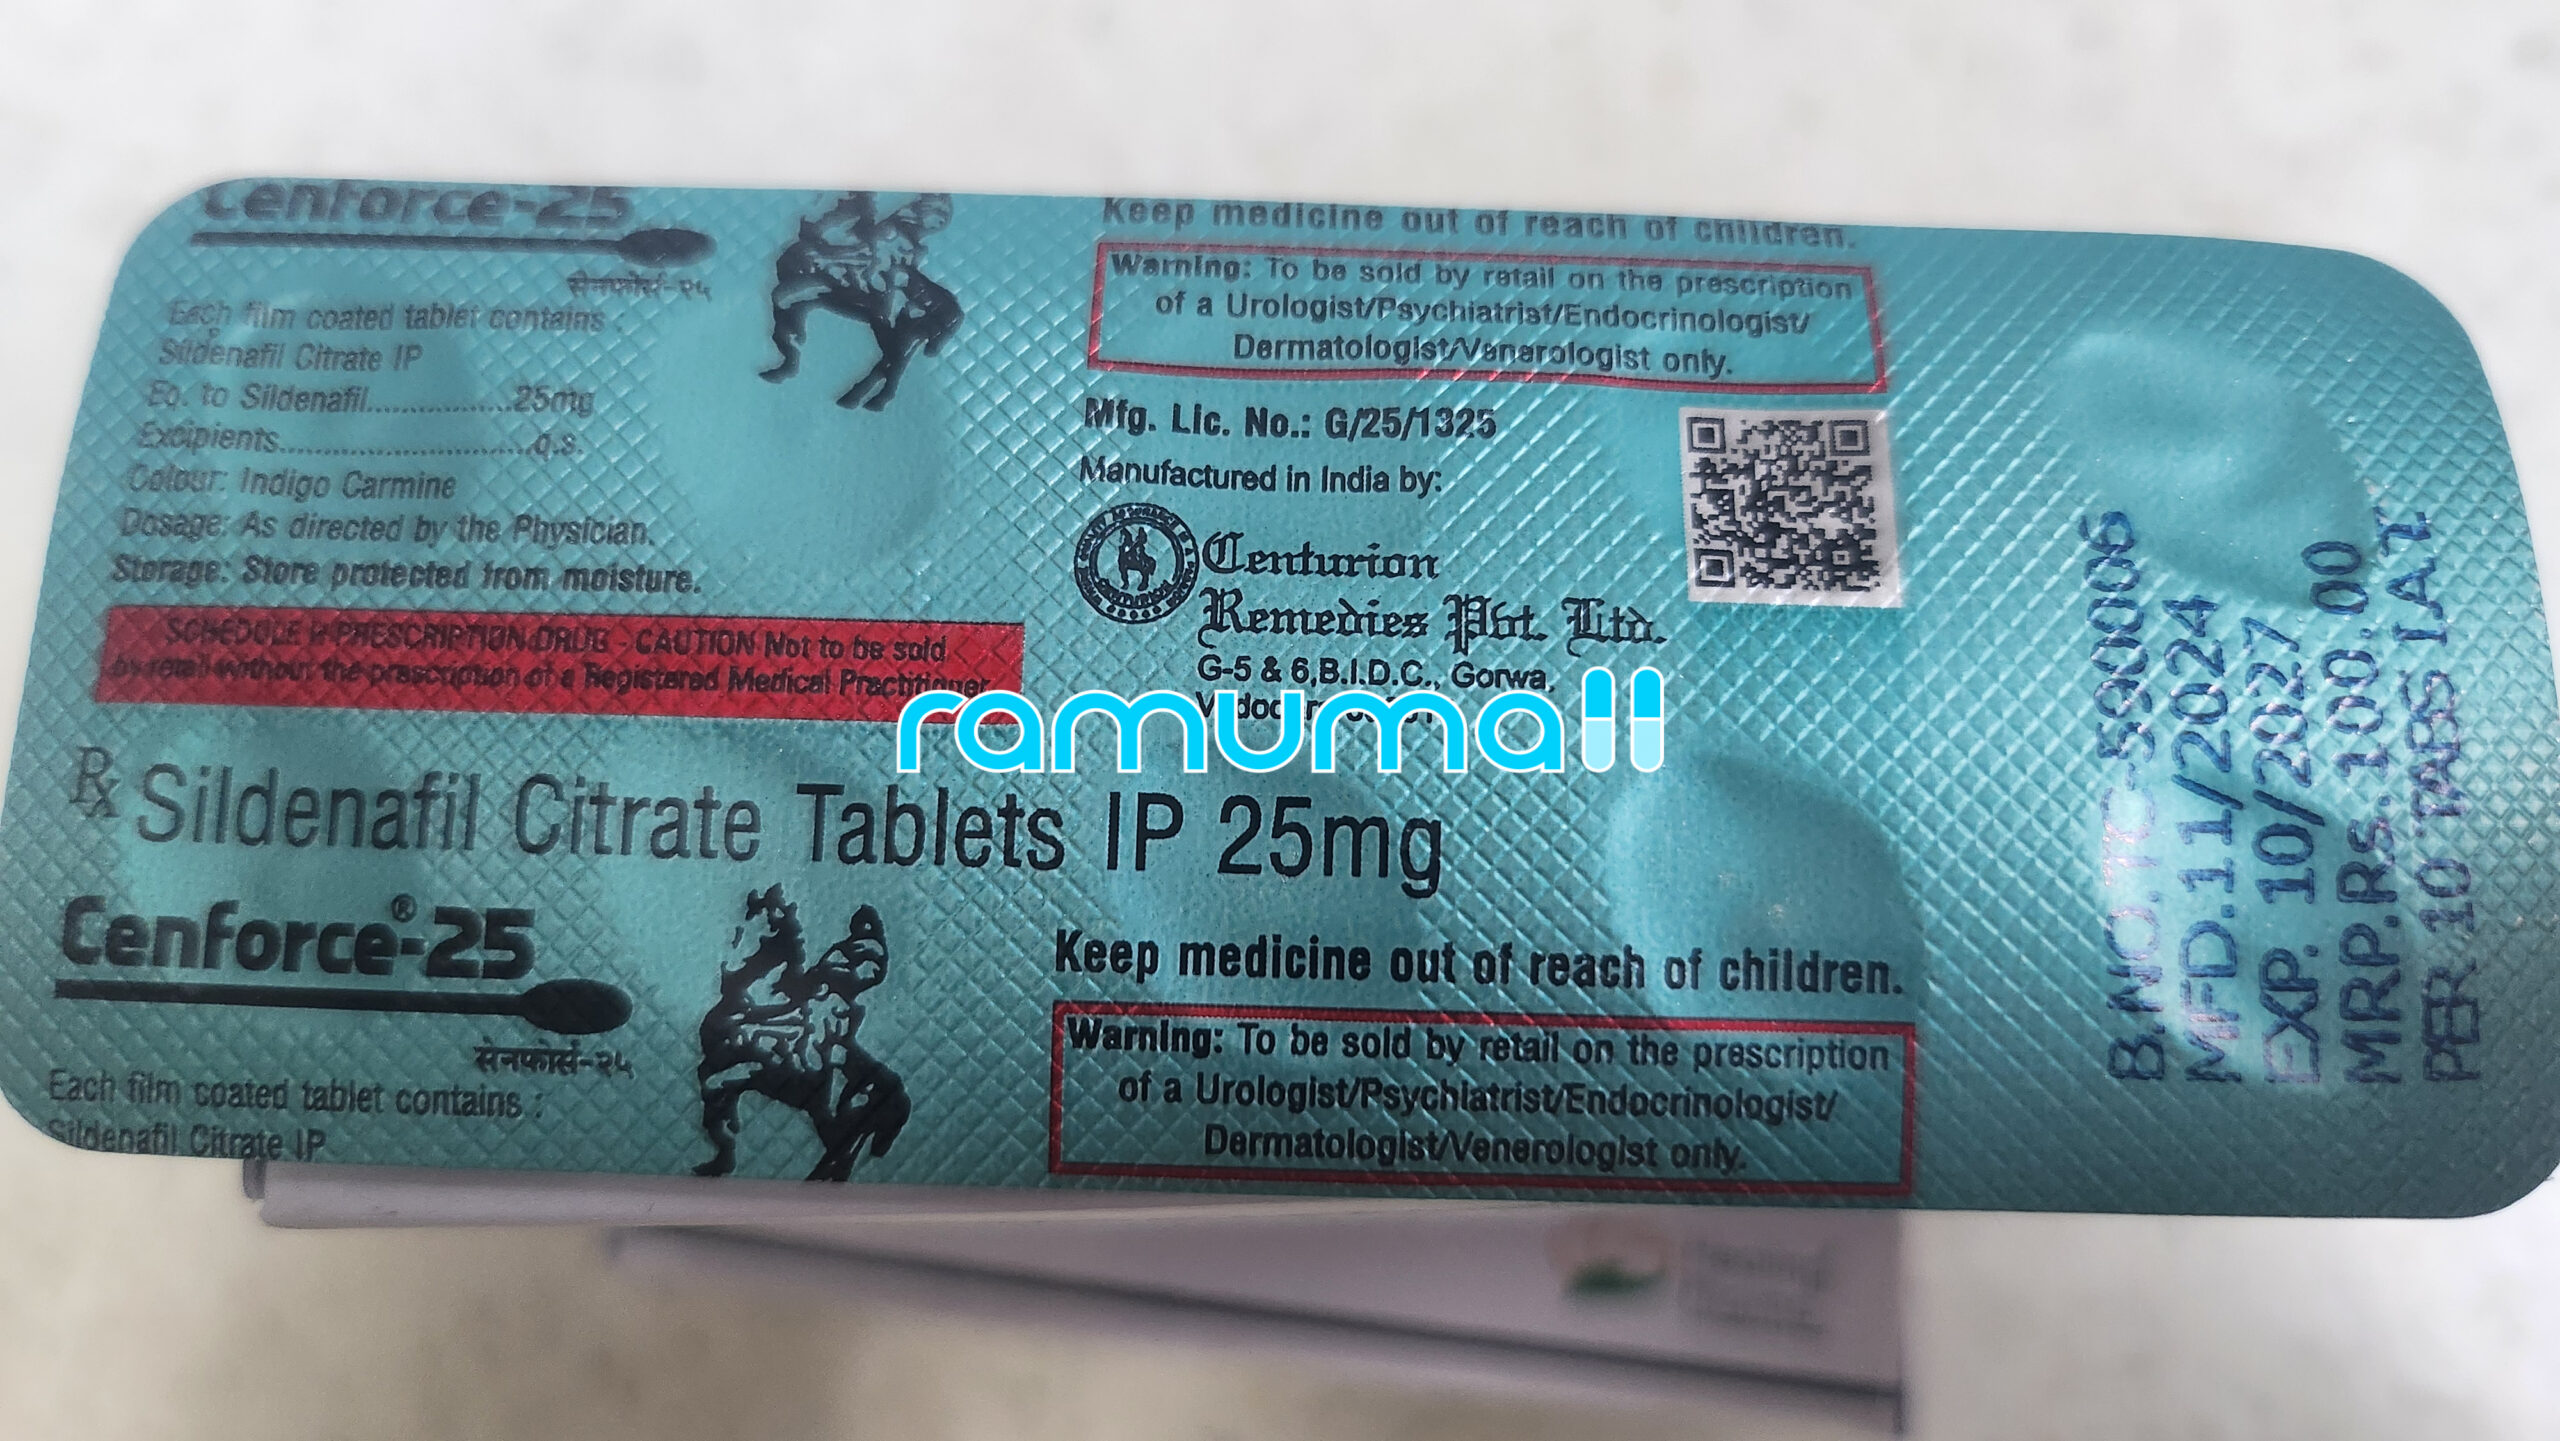 Cenforce-25
सेनफोर्स-२५
Each film coated tablet contains :
Sildenafil Citrate IP
Eq. to Sildenafil................25mg
Excipients............................q.s.
Colour: Indigo Carmine
Dosage: As directed by the Physician.
Storage: Store protected from moisture.
SCHEDULE H PRESCRIPTION DRUG - CAUTION Not to be sold
by retail without the prescription of a Registered Medical Practitioner
Keep medicine out of reach of children.
Warning: To be sold by retail on the prescription
of a Urologist/Psychiatrist/Endocrinologist/
Dermatologist/Venerologist only.
Mfg. Lic. No.: G/25/1325
Manufactured in India by:
Centurion
Remedies Pvt. Ltd.
G-5 & 6,B.I.D.C., Gorwa,
ramumall
Rx Sildenafil Citrate Tablets IP 25mg
Cenforce®-25
सेनफोर्स-२५
Each film coated tablet contains :
Sildenafil Citrate IP
Keep medicine out of reach of children.
Warning: To be sold by retail on the prescription
of a Urologist/Psychiatrist/Endocrinologist/
Dermatologist/Venerologist only.
B.NO.TC-590006
MFD.11/2024
EXP. 10/2027
MRP.Rs.100.00
PER 10 TABS IAT